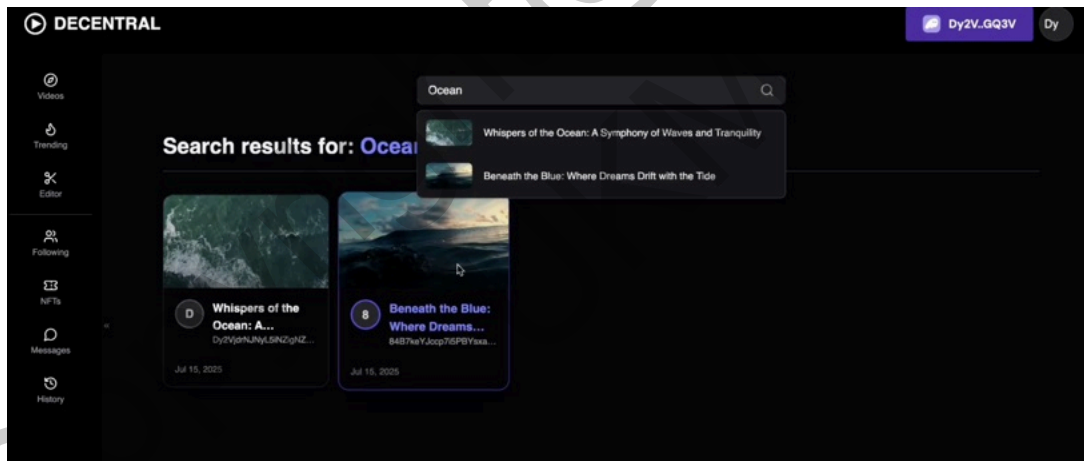 DECENTRAL
Dy2V..GQ3V
Dy
Videos
Trending
Editor
Following
NFTs
Messages
History
Ocean
Whispers of the Ocean: A Symphony of Waves and Tranquility
Beneath the Blue: Where Dreams Drift with the Tide
Search results for: Ocean
D
Whispers of the
Ocean: A...
Jul 15, 2025
8
Beneath the Blue:
Where Dreams...
Jul 15, 2025